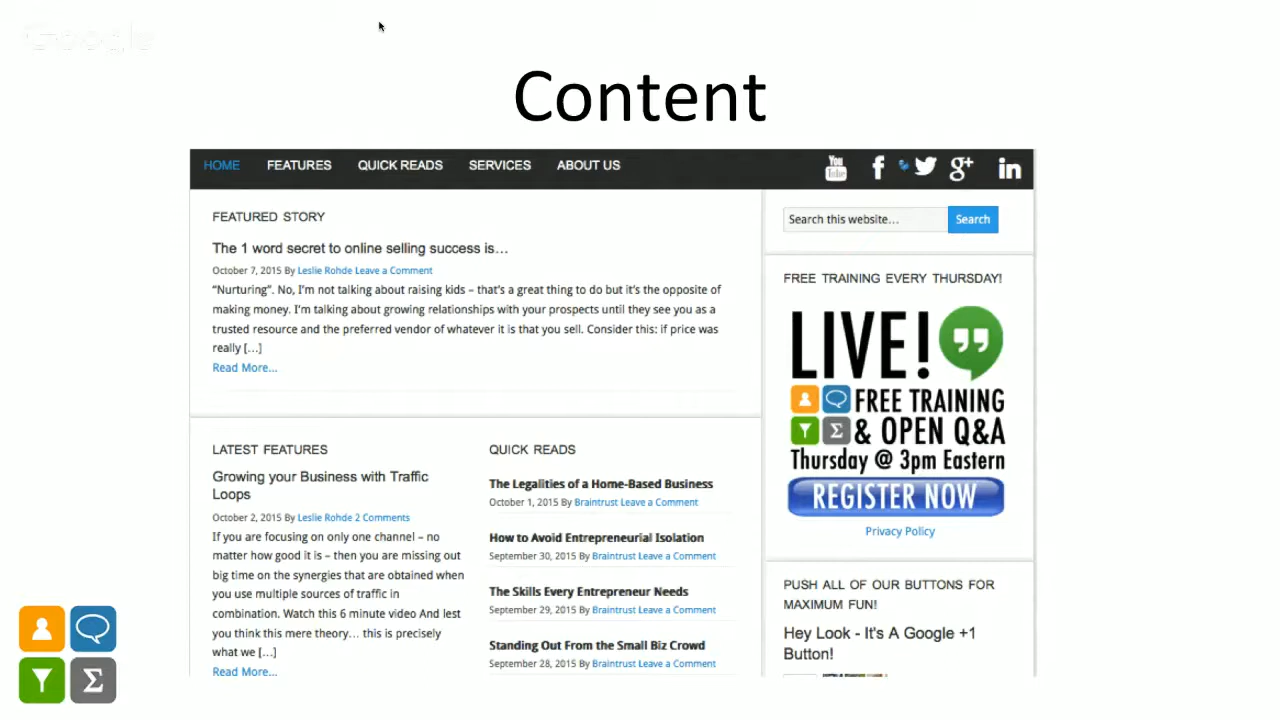 Google
Content
HOME FEATURES QUICK READS SERVICES ABOUT US
You
Tube
FEATURED STORY
The 1 word secret to online selling success is...
October 7, 2015 By Leslie Rohde Leave a Comment
“Nurturing”. No, I’m not talking about raising kids – that’s a great thing to do but it’s the opposite of
making money. I’m talking about growing relationships with your prospects until they see you as a
trusted resource and the preferred vendor of whatever it is that you sell. Consider this: if price was
really [...]
Read More...
LATEST FEATURES
Growing your Business with Traffic
Loops
October 2, 2015 By Leslie Rohde 2 Comments
If you are focusing on only one channel – no
matter how good it is – then you are missing out
big time on the synergies that are obtained when
you use multiple sources of traffic in
combination. Watch this 6 minute video And lest
you think this mere theory... this is precisely
what we [...]
Read More...
QUICK READS
The Legalities of a Home-Based Business
October 1, 2015 By Braintrust Leave a Comment
How to Avoid Entrepreneurial Isolation
September 30, 2015 By Braintrust Leave a Comment
The Skills Every Entrepreneur Needs
September 29, 2015 By Braintrust Leave a Comment
Standing Out From the Small Biz Crowd
September 28, 2015 By Braintrust Leave a Comment
Search this website... Search
FREE TRAINING EVERY THURSDAY!
LIVE!
FREE TRAINING
& OPEN Q&A
Thursday @ 3pm Eastern
REGISTER NOW
Privacy Policy
PUSH ALL OF OUR BUTTONS FOR
MAXIMUM FUN!
Hey Look - It's A Google +1
Button!